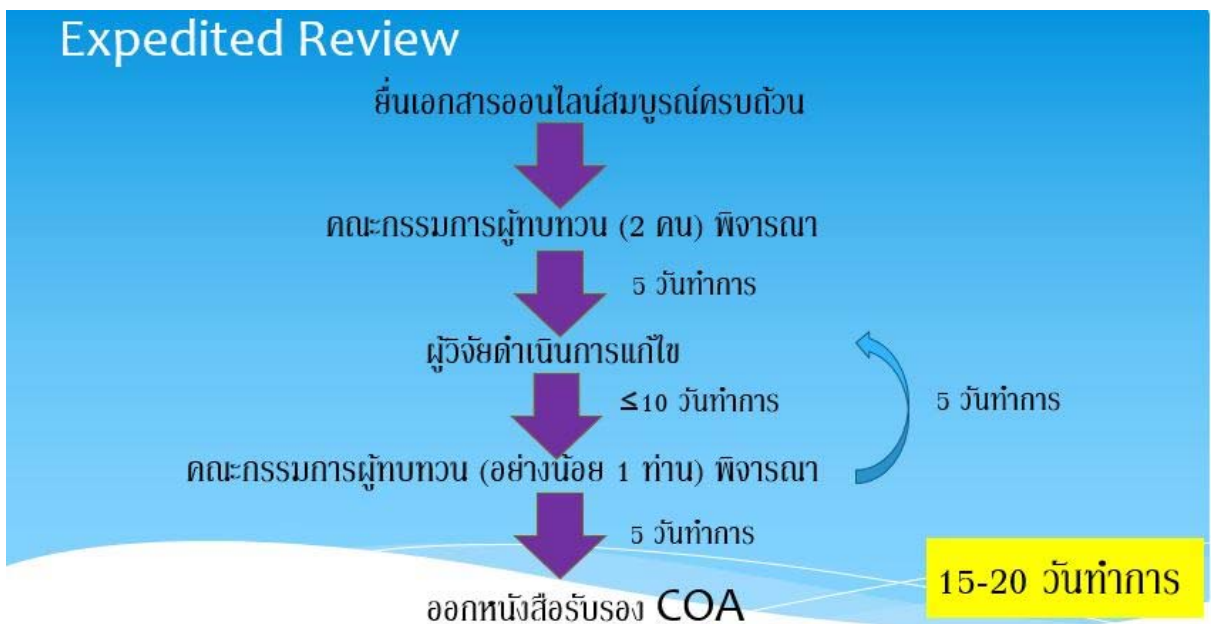 Expedited Review
ยื่นเอกสารออนไลน์สมบูรณ์ครบถ้วน
คณะกรรมการผู้ทบทวน (2 คน) พิจารณา
5 วันทำการ
ผู้วิจัยดำเนินการแก้ไข
≤10 วันทำการ
5 วันทำการ
คณะกรรมการผู้ทบทวน (อย่างน้อย 1 ท่าน) พิจารณา
5 วันทำการ
15-20 วันทำการ
ออกหนังสือรับรอง COA